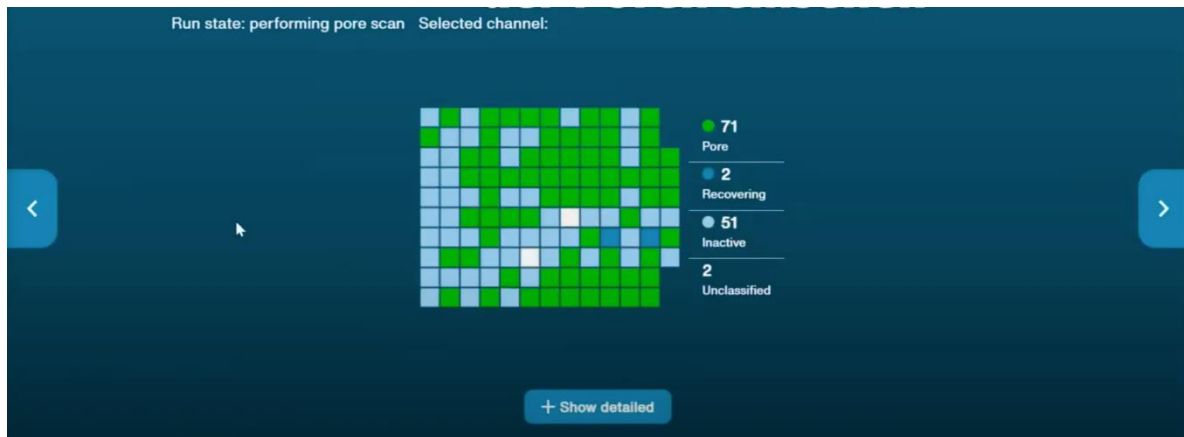 Run state: performing pore scan Selected channel:
71
Pore
2
Recovering
51
Inactive
2
Unclassified
+ Show detailed